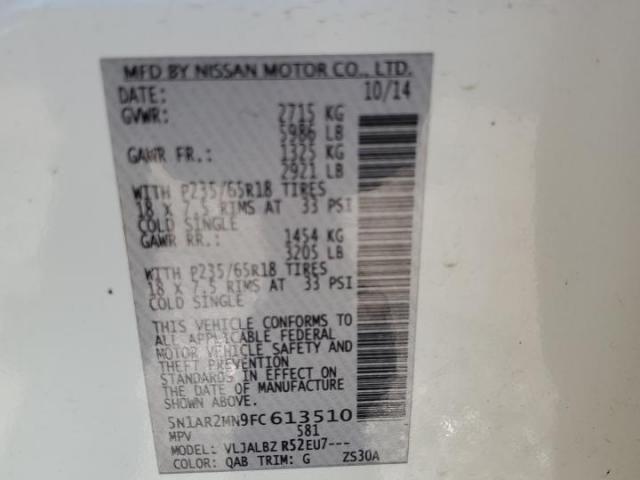 MFD BY NISSAN MOTOR CO., LTD.
DATE: 10/14
GVWR: 2715 KG
5986 LB
GAWR FR.: 1325 KG
2921 LB
WITH P235/65R18 TIRES
18 X 7.5 RIMS AT 33 PSI
COLD SINGLE
GAWR RR.: 1454 KG
3205 LB
WITH P235/65R18 TIRES
18 X 7.5 RIMS AT 33 PSI
COLD SINGLE
THIS VEHICLE CONFORMS TO
ALL APPLICABLE FEDERAL
MOTOR VEHICLE SAFETY AND
THEFT PREVENTION
STANDARDS IN EFFECT ON
THE DATE OF MANUFACTURE
SHOWN ABOVE.
5N1AR2MN9FC613510
MPV 581
MODEL: VLJALBZ R52EU7---
COLOR: QAB TRIM: G ZS30A